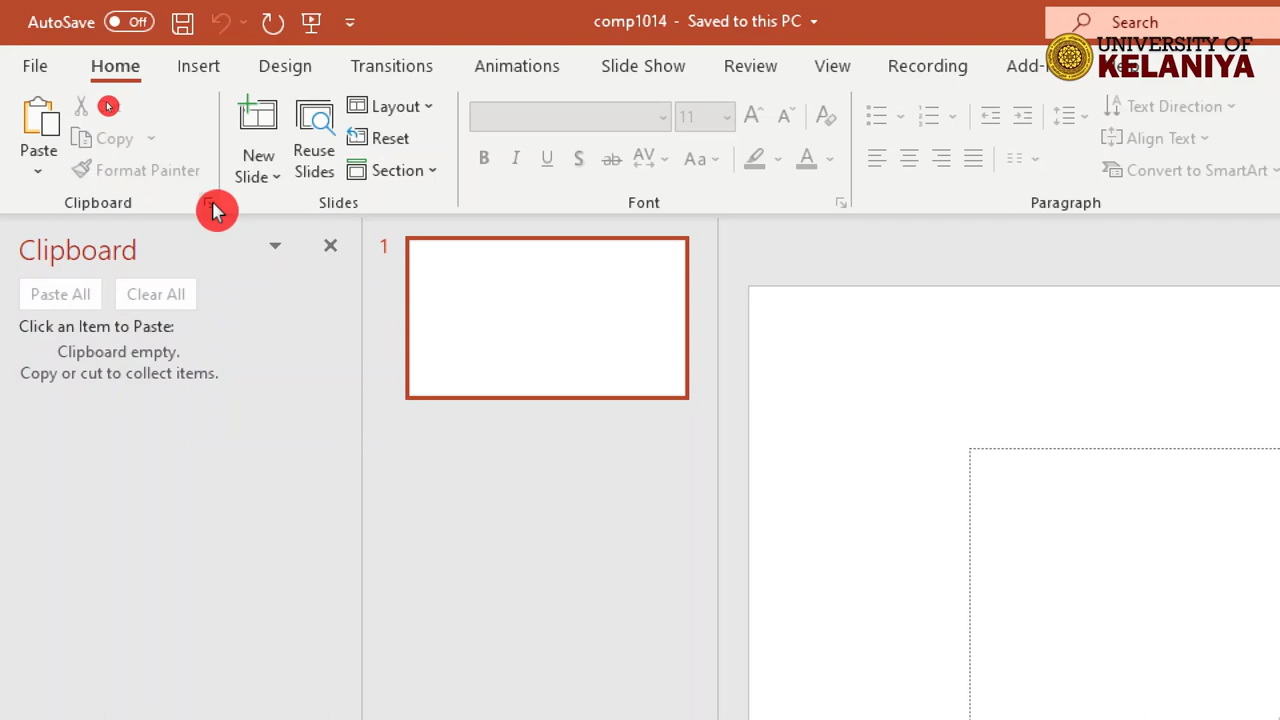 AutoSave Off comp1014 - Saved to this PC Search
UNIVERSITY OF
KELANIYA
File Home Insert Design Transitions Animations Slide Show Review View Recording
Paste
Copy
Format Painter
Clipboard
New
Slide
Reuse
Slides
Layout
Reset
Section
Slides
11
B I U S ab AV Aa A
Font
Text Direction
Align Text
Convert to SmartArt
Paragraph
Clipboard
Paste All Clear All
Click an Item to Paste:
Clipboard empty.
Copy or cut to collect items.
1